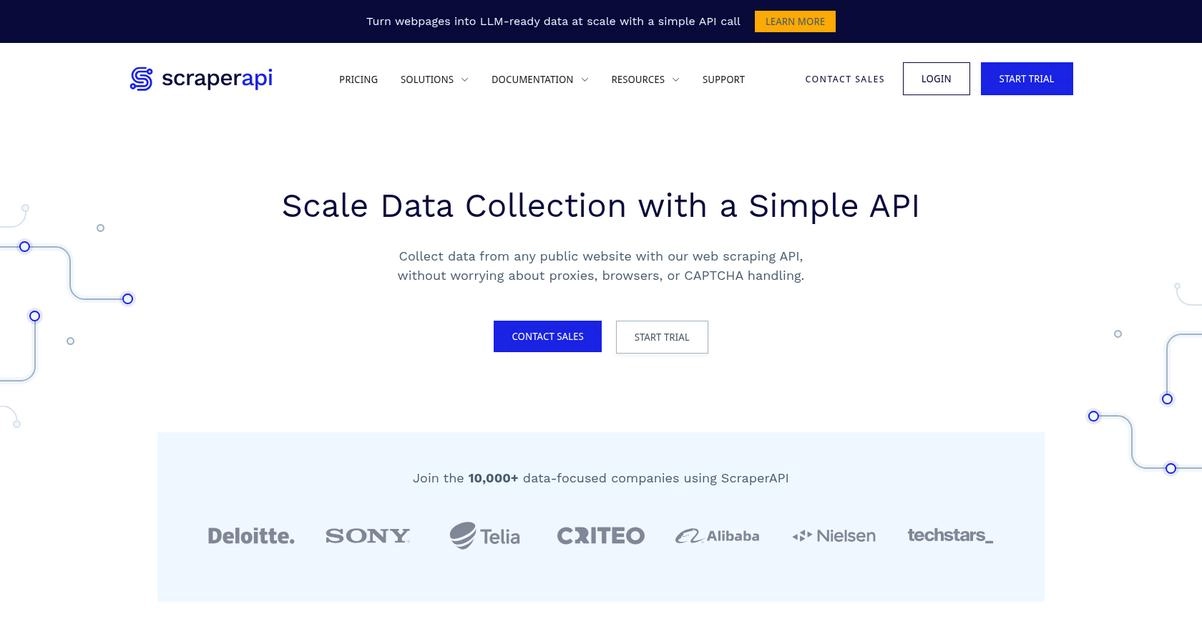 Turn webpages into LLM-ready data at scale with a simple API call LEARN MORE
scraperapi PRICING SOLUTIONS DOCUMENTATION RESOURCES SUPPORT CONTACT SALES LOGIN START TRIAL
Scale Data Collection with a Simple API
Collect data from any public website with our web scraping API,
without worrying about proxies, browsers, or CAPTCHA handling.
CONTACT SALES START TRIAL
Join the 10,000+ data-focused companies using ScraperAPI
Deloitte. SONY Telia CRITEO Alibaba Nielsen techstars_